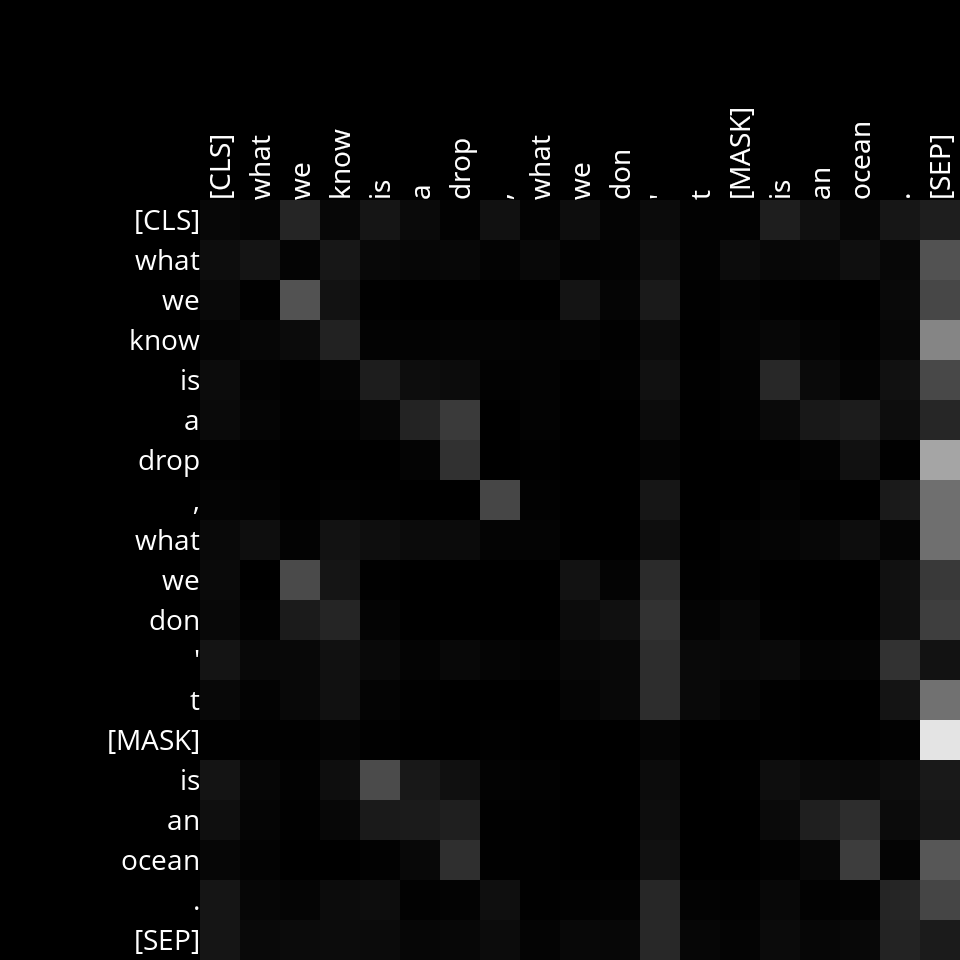 [CLS] what we know is a drop , what we don ' t [MASK] is an ocean . [SEP]
[CLS]
what
we
know
is
a
drop
,
what
we
don
'
t
[MASK]
is
an
ocean
.
[SEP]